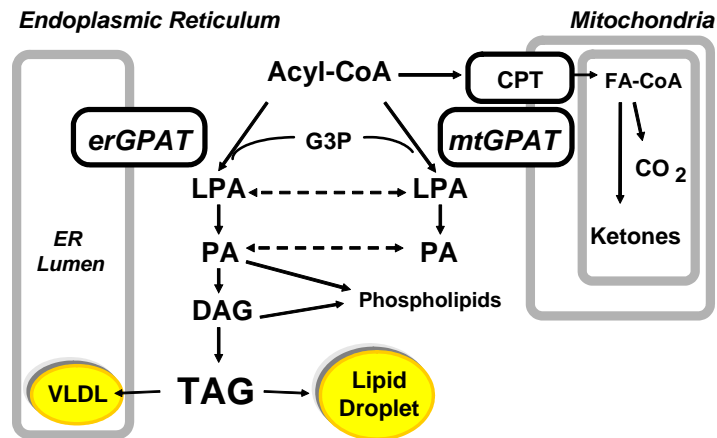 Endoplasmic Reticulum
Mitochondria
Acyl-CoA
CPT
FA-CoA
erGPAT
G3P
mtGPAT
LPA
LPA
CO 2
ER
Lumen
PA
PA
Ketones
DAG
Phospholipids
VLDL
TAG
Lipid
Droplet